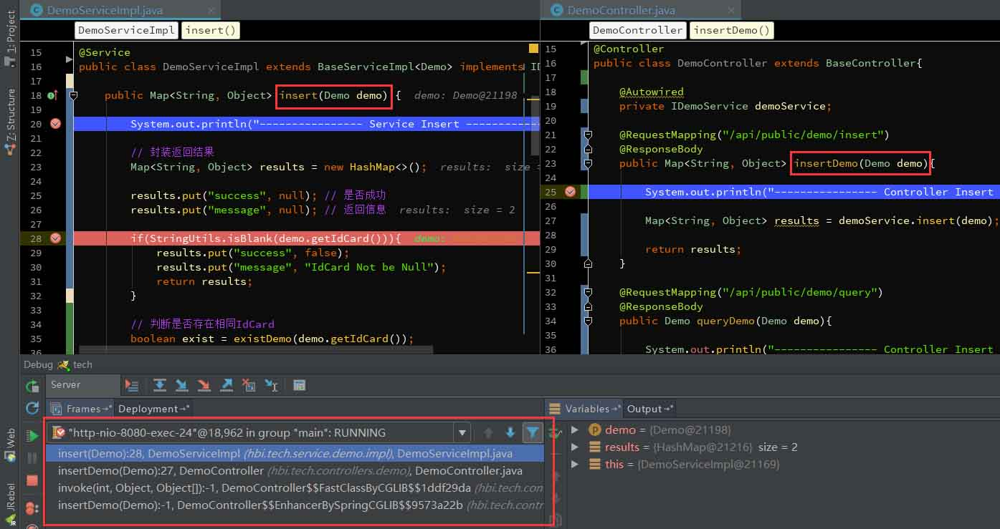 DemoServiceImpl.java
DemoServiceImpl insert()
15 @Service
16 public class DemoServiceImpl extends BaseServiceImpl<Demo> implements ID
17
18 public Map<String, Object> insert(Demo demo) { demo: Demo@21198
19
20 System.out.println("---------------- Service Insert -----------
21
22 // 封装返回结果
23 Map<String, Object> results = new HashMap<>(); results: size =
24
25 results.put("success", null); // 是否成功
26 results.put("message", null); // 返回信息 results: size = 2
27
28 if(StringUtils.isBlank(demo.getIdCard())){ demo:
29 results.put("success", false);
30 results.put("message", "IdCard Not be Null");
31 return results;
32 }
33
34 // 判断是否存在相同IdCard
35 boolean exist = existDemo(demo.getIdCard());
36
DemoController.java
DemoController insertDemo()
15 @Controller
16 public class DemoController extends BaseController{
17
18 @Autowired
19 private IDemoService demoService;
20
21 @RequestMapping("/api/public/demo/insert")
22 @ResponseBody
23 public Map<String, Object> insertDemo(Demo demo){
24
25 System.out.println("---------------- Controller Insert
26
27 Map<String, Object> results = demoService.insert(demo);
28
29 return results;
30 }
31
32 @RequestMapping("/api/public/demo/query")
33 @ResponseBody
34 public Demo queryDemo(Demo demo){
35
36 System.out.println("---------------- Controller Insert
1: Project
7: Structure
Web
JRebel
JR
Debug tech
Server
Frames Deployment
"http-nio-8080-exec-24"@18,962 in group "main": RUNNING
insert(Demo):28, DemoServiceImpl (hbi.tech.service.demo.impl), DemoServiceImpl.java
insertDemo(Demo):27, DemoController (hbi.tech.controllers.demo), DemoController.java
invoke(int, Object, Object[]):-1, DemoController$$FastClassByCGLIB$$1ddf29da (hbi.tech.con
insertDemo(Demo):-1, DemoController$$EnhancerBySpringCGLIB$$9573a22b (hbi.tech.contr
Variables Output
demo = {Demo@21198}
results = {HashMap@21216} size = 2
this = {DemoServiceImpl@21169}